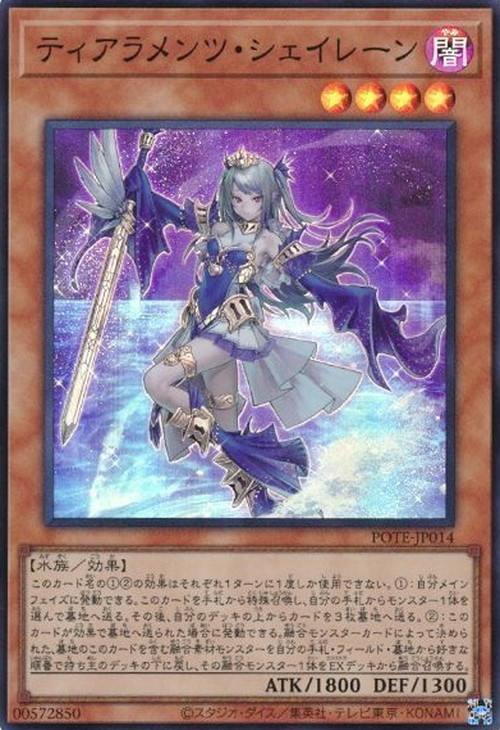 ティアラメンツ・シェイレーン
闇
POTE-JP014
【水族／効果】
このカード名の①②の効果はそれぞれ１ターンに１度しか使用できない。①：自分メイン
フェイズに発動できる。このカードを手札から特殊召喚し、自分の手札からモンスター１体を
選んで墓地へ送る。その後、自分のデッキの上からカードを３枚墓地へ送る。②：この
カードが効果で墓地へ送られた場合に発動できる。融合モンスターカードによって決めら
れた、墓地のこのカードを含む融合素材モンスターを自分の手札・フィールド・墓地から好きな
順番で持ち主のデッキの下に戻し、その融合モンスター１体をEXデッキから融合召喚する。
ATK/1800 DEF/1300
00572850
©スタジオ・ダイス／集英社・テレビ東京・KONAMI